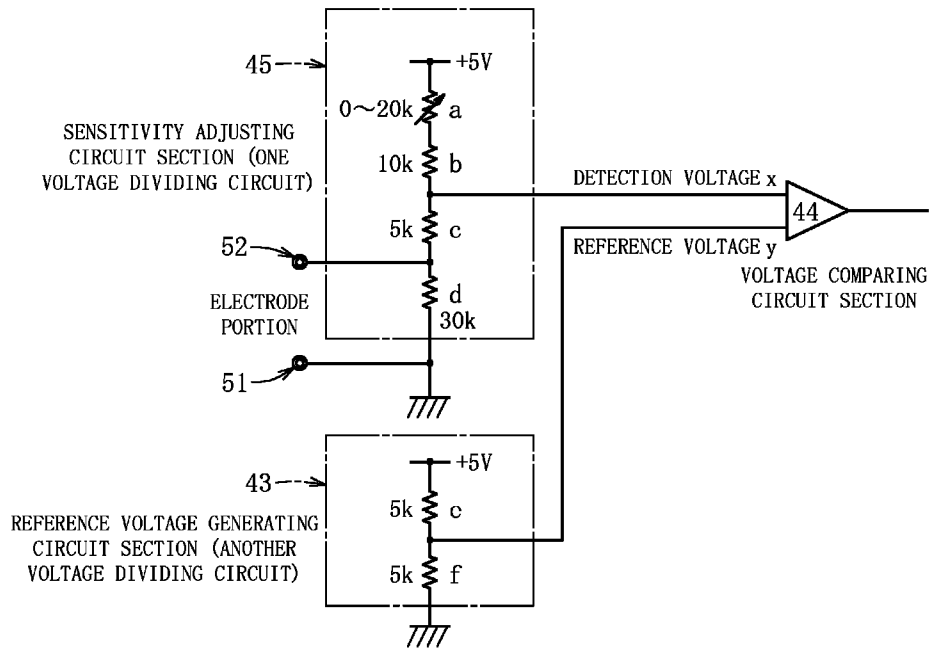 45
+5V
0～20k a
SENSITIVITY ADJUSTING
CIRCUIT SECTION (ONE
VOLTAGE DIVIDING CIRCUIT)
10k b
DETECTION VOLTAGE x
44
5k c
REFERENCE VOLTAGE y
52
VOLTAGE COMPARING
CIRCUIT SECTION
d
30k
ELECTRODE
PORTION
51
43
+5V
5k e
REFERENCE VOLTAGE GENERATING
CIRCUIT SECTION (ANOTHER
VOLTAGE DIVIDING CIRCUIT)
5k f